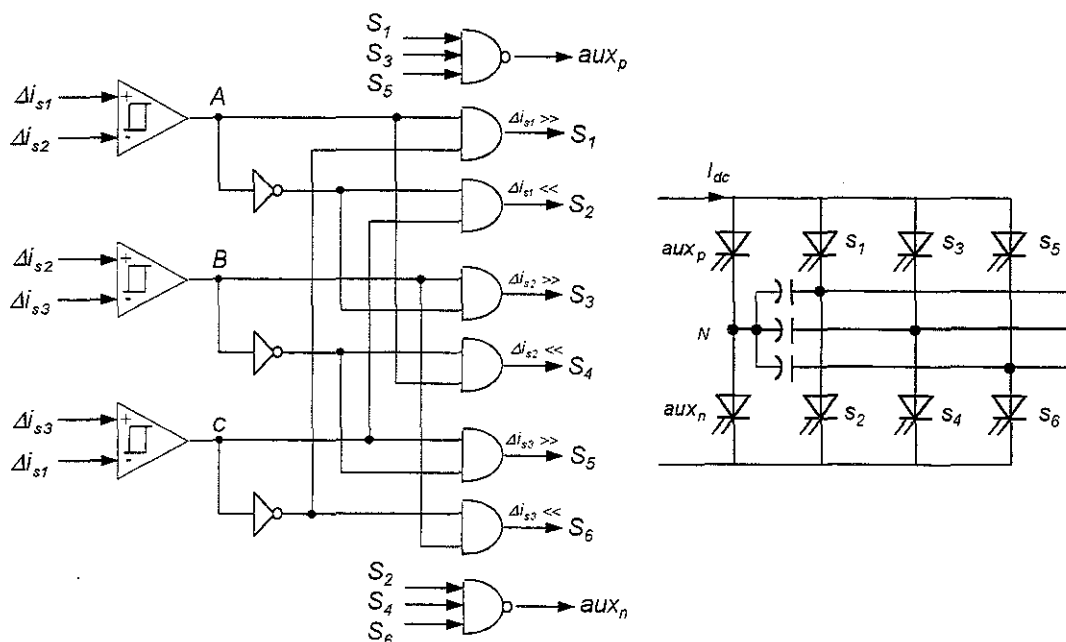 S₁
S₃
S₅
auxₚ
Δiₛ₁
Δiₛ₂
+
-
A
Δiₛ₁ >>
S₁
Δiₛ₁ <<
S₂
Δiₛ₂
Δiₛ₃
+
-
B
Δiₛ₂ >>
S₃
Δiₛ₂ <<
S₄
Δiₛ₃
Δiₛ₁
+
-
C
Δiₛ₃ >>
S₅
Δiₛ₃ <<
S₆
S₂
S₄
S₆
auxₙ
I_dc
auxₚ
s₁
s₃
s₅
N
auxₙ
s₂
s₄
s₆